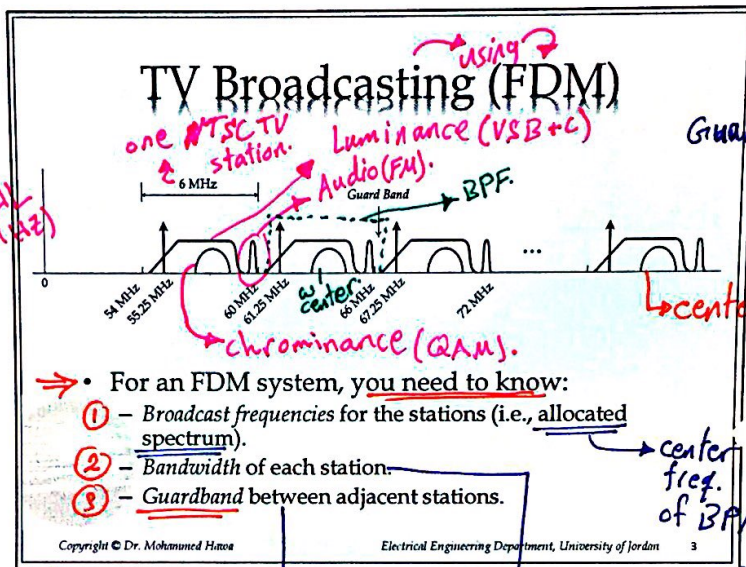 using
TV Broadcasting (FDM)
one NTSC TV
station.
Luminance (VSB+C)
Audio (FM).
6 MHz
Guard Band
BPF.
...
0
54 MHz
55.25 MHz
60 MHz
61.25 MHz
ω center.
66 MHz
67.25 MHz
72 MHz
chrominance (QAM).
• For an FDM system, you need to know:
① – Broadcast frequencies for the stations (i.e., allocated
spectrum).
② – Bandwidth of each station.
③ – Guardband between adjacent stations.
center
freq.
of BPF
Copyright © Dr. Mohammed Hawa
Electrical Engineering Department, University of Jordan
3